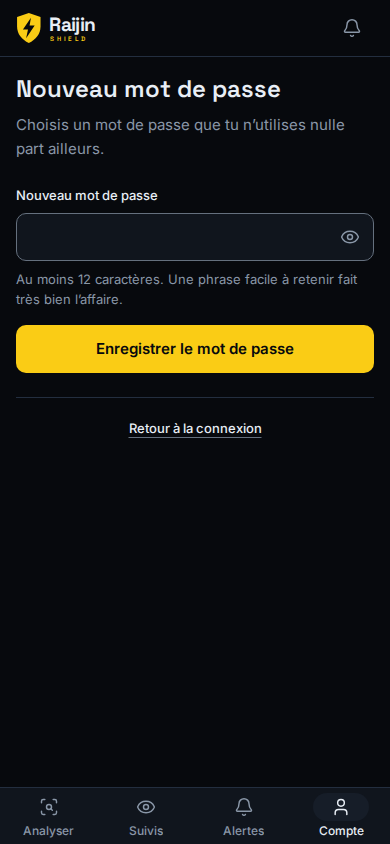 Raijin
SHIELD
Nouveau mot de passe
Choisis un mot de passe que tu n’utilises nulle
part ailleurs.
Nouveau mot de passe
Au moins 12 caractères. Une phrase facile à retenir fait
très bien l’affaire.
Enregistrer le mot de passe
Retour à la connexion
Analyser
Suivis
Alertes
Compte